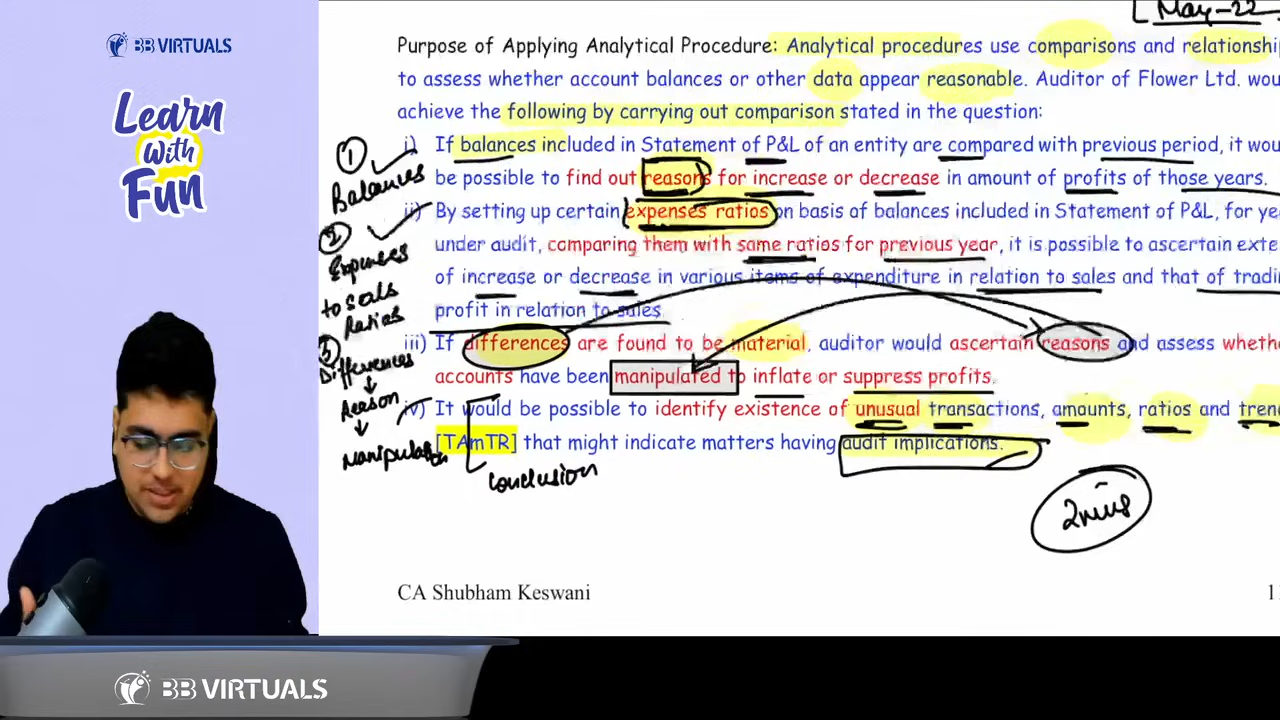 [May-22
BB VIRTUALS
Learn
With
Fun
Purpose of Applying Analytical Procedure: Analytical procedures use comparisons and relationshi
to assess whether account balances or other data appear reasonable. Auditor of Flower Ltd. wou
achieve the following by carrying out comparison stated in the question:
i) If balances included in Statement of P&L of an entity are compared with previous period, it wou
be possible to find out reasons for increase or decrease in amount of profits of those years.
ii) By setting up certain expenses ratios on basis of balances included in Statement of P&L, for ye
under audit, comparing them with same ratios for previous year, it is possible to ascertain exte
of increase or decrease in various items of expenditure in relation to sales and that of tradi
profit in relation to sales.
iii) If differences are found to be material, auditor would ascertain reasons and assess wheth
accounts have been manipulated to inflate or suppress profits.
iv) It would be possible to identify existence of unusual transactions, amounts, ratios and tren
[TAmTR] that might indicate matters having audit implications.
1
Balances
2
Expenses
to Seals
Ratios
3
Differences
Reason
Manipulation
Conclusion
2 mins
CA Shubham Keswani
1
BB VIRTUALS